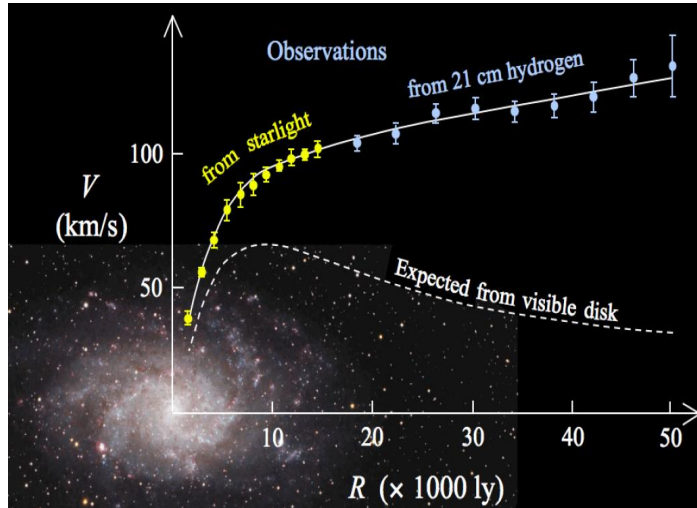 Observations
from starlight
from 21 cm hydrogen
100
V
(km/s)
50
Expected from visible disk
10 20 30 40 50
R (× 1000 ly)